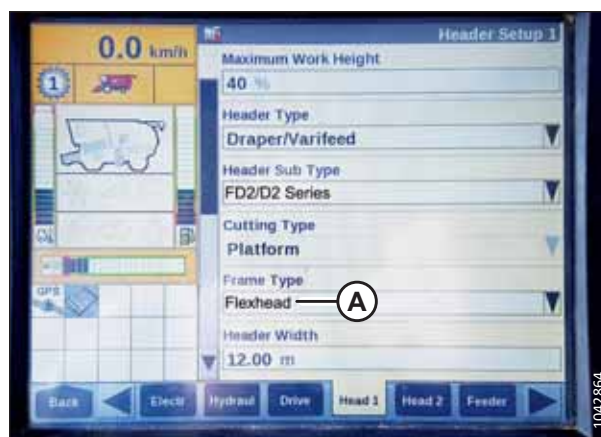 0.0 km/h
Header Setup 1
1
Maximum Work Height
40 %
Header Type
Draper/Varifeed
Header Sub Type
FD2/D2 Series
Cutting Type
Platform
Frame Type
Flexhead
A
Header Width
12.00 m
GPS
Back
Electr
Hydraul
Drive
Head 1
Head 2
Feeder
1042864